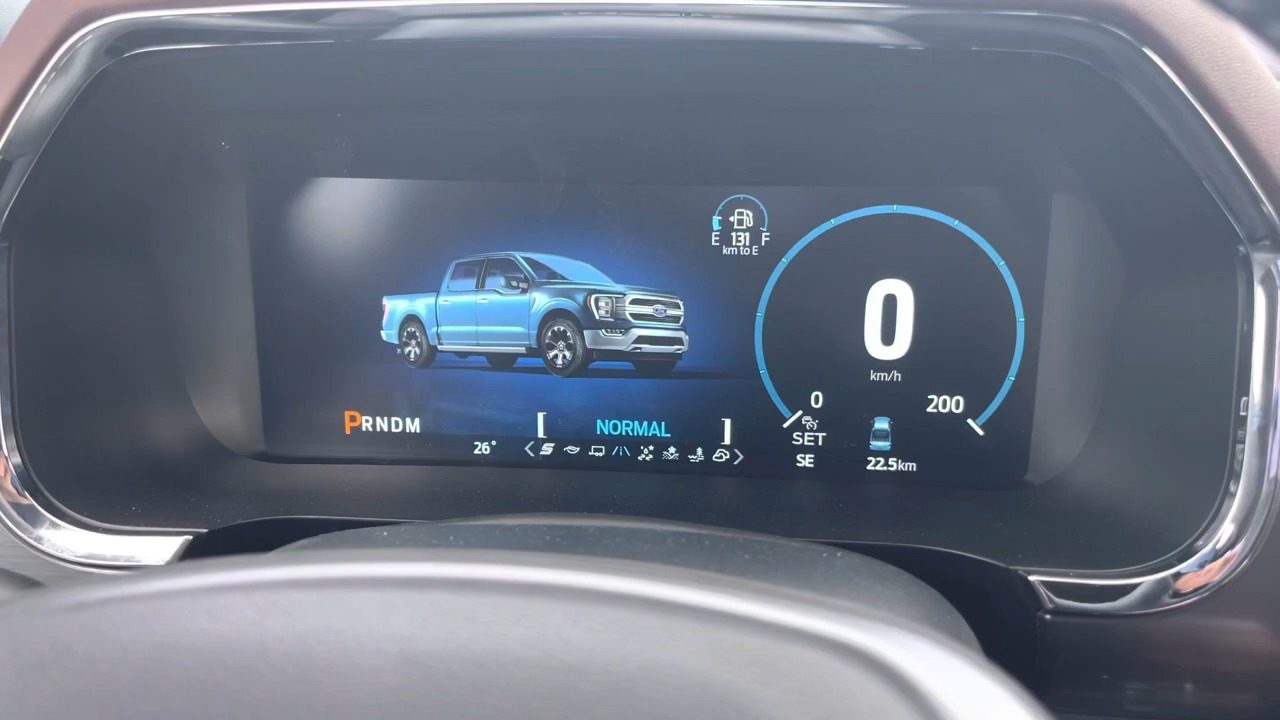 E 131 F
km to E
0
km/h
0 200
PRNDM
NORMAL
SET
26°
SE
22.5km